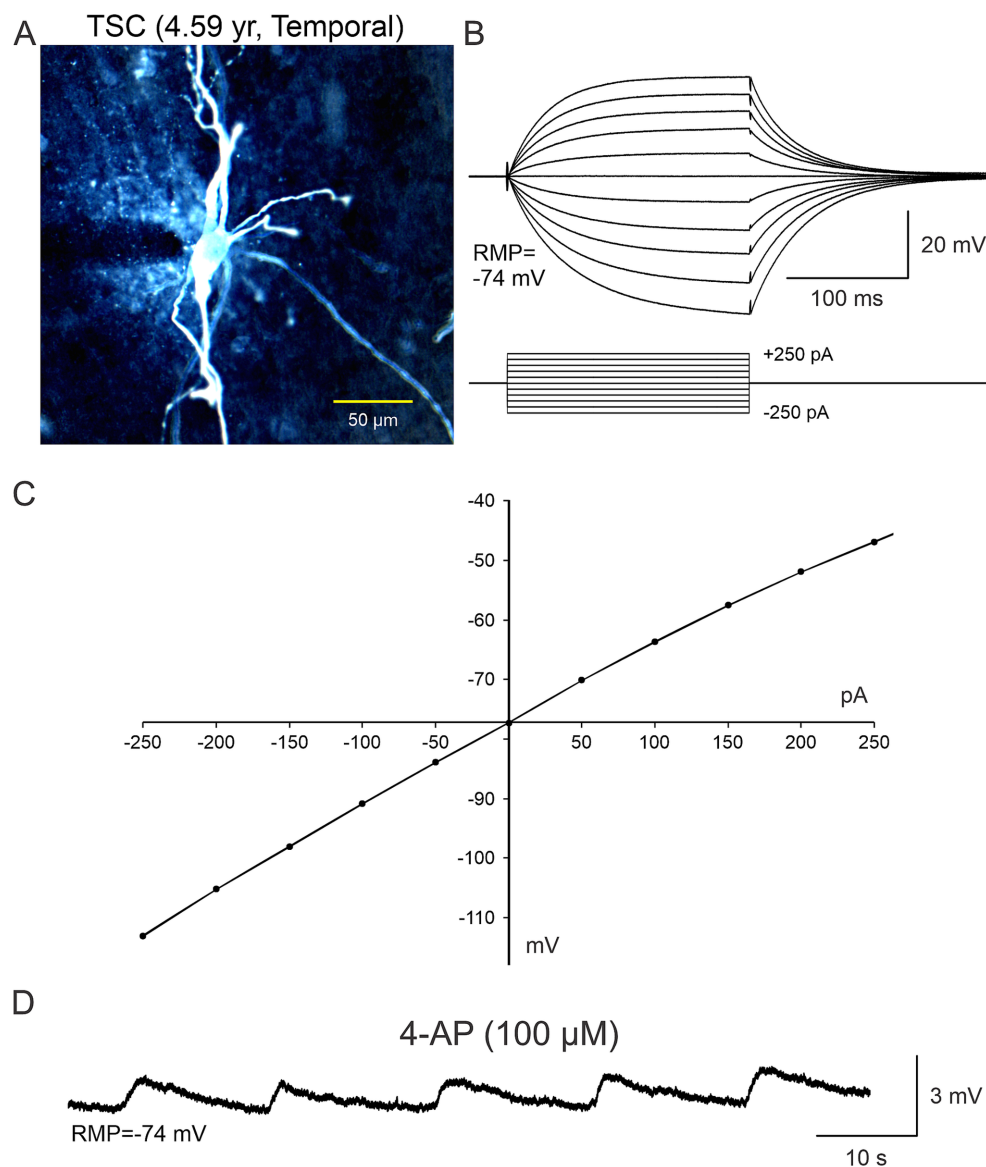 A
TSC (4.59 yr, Temporal)
50 µm
B
RMP=
-74 mV
20 mV
100 ms
+250 pA
-250 pA
C
-40
-50
-60
-70
pA
-250 -200 -150 -100 -50 50 100 150 200 250
-90
-100
-110
mV
D
4-AP (100 µM)
RMP=-74 mV
3 mV
10 s